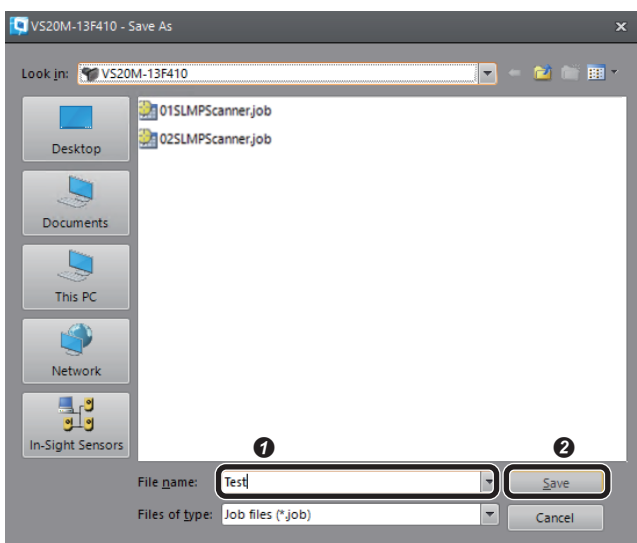 VS20M-13F410 - Save As
Look in: VS20M-13F410
01SLMPScanner.job
02SLMPScanner.job
Desktop
Documents
This PC
Network
In-Sight Sensors
1
2
File name: Test Save
Files of type: Job files (*.job) Cancel